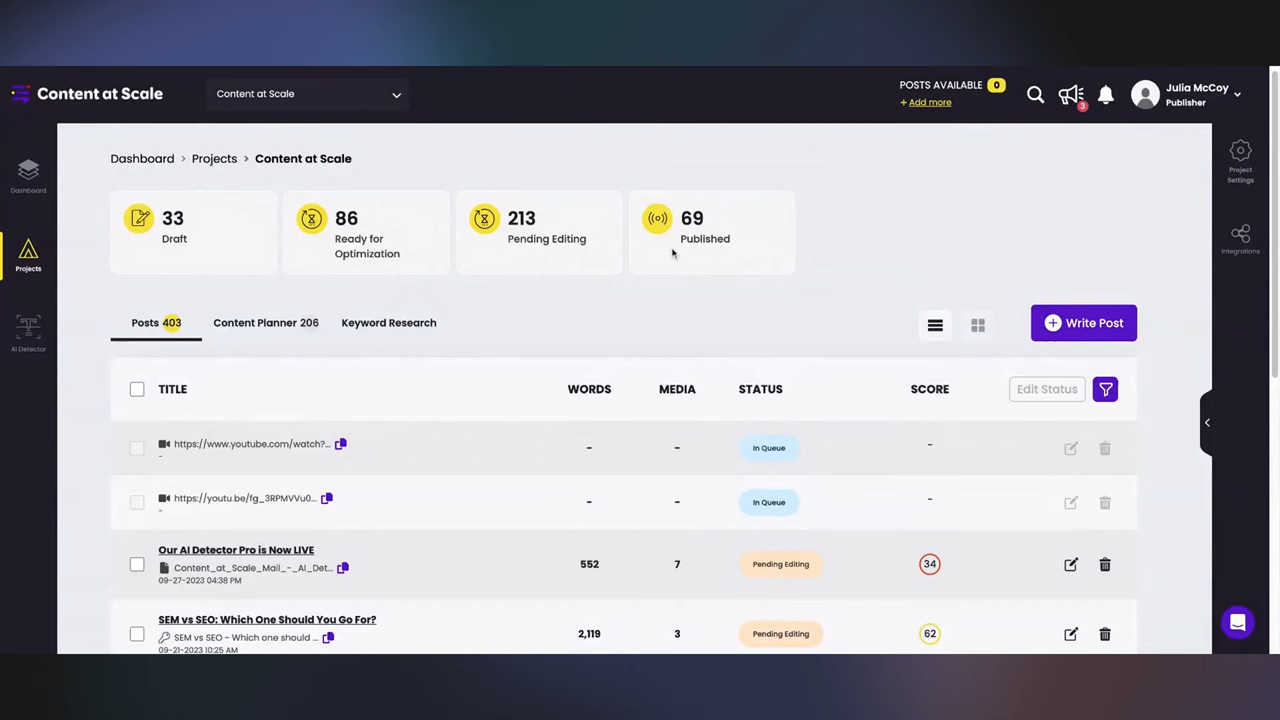 Content at Scale
Content at Scale
POSTS AVAILABLE 0
+ Add more
3
Julia McCoy
Publisher
Dashboard
Projects
AI Detector
Dashboard > Projects > Content at Scale
33
Draft
86
Ready for
Optimization
213
Pending Editing
69
Published
Project
Settings
Integrations
Posts 403
Content Planner 206
Keyword Research
+ Write Post
TITLE
WORDS
MEDIA
STATUS
SCORE
Edit Status
https://www.youtube.com/watch?...
-
-
-
In Queue
-
https://youtu.be/fg_3RPMVVu0...
-
-
-
In Queue
-
Our AI Detector Pro is Now LIVE
Content_at_Scale_Mail_-_AI_Det...
09-27-2023 04:38 PM
552
7
Pending Editing
34
SEM vs SEO: Which One Should You Go For?
SEM vs SEO - Which one should ...
09-21-2023 10:25 AM
2,119
3
Pending Editing
62